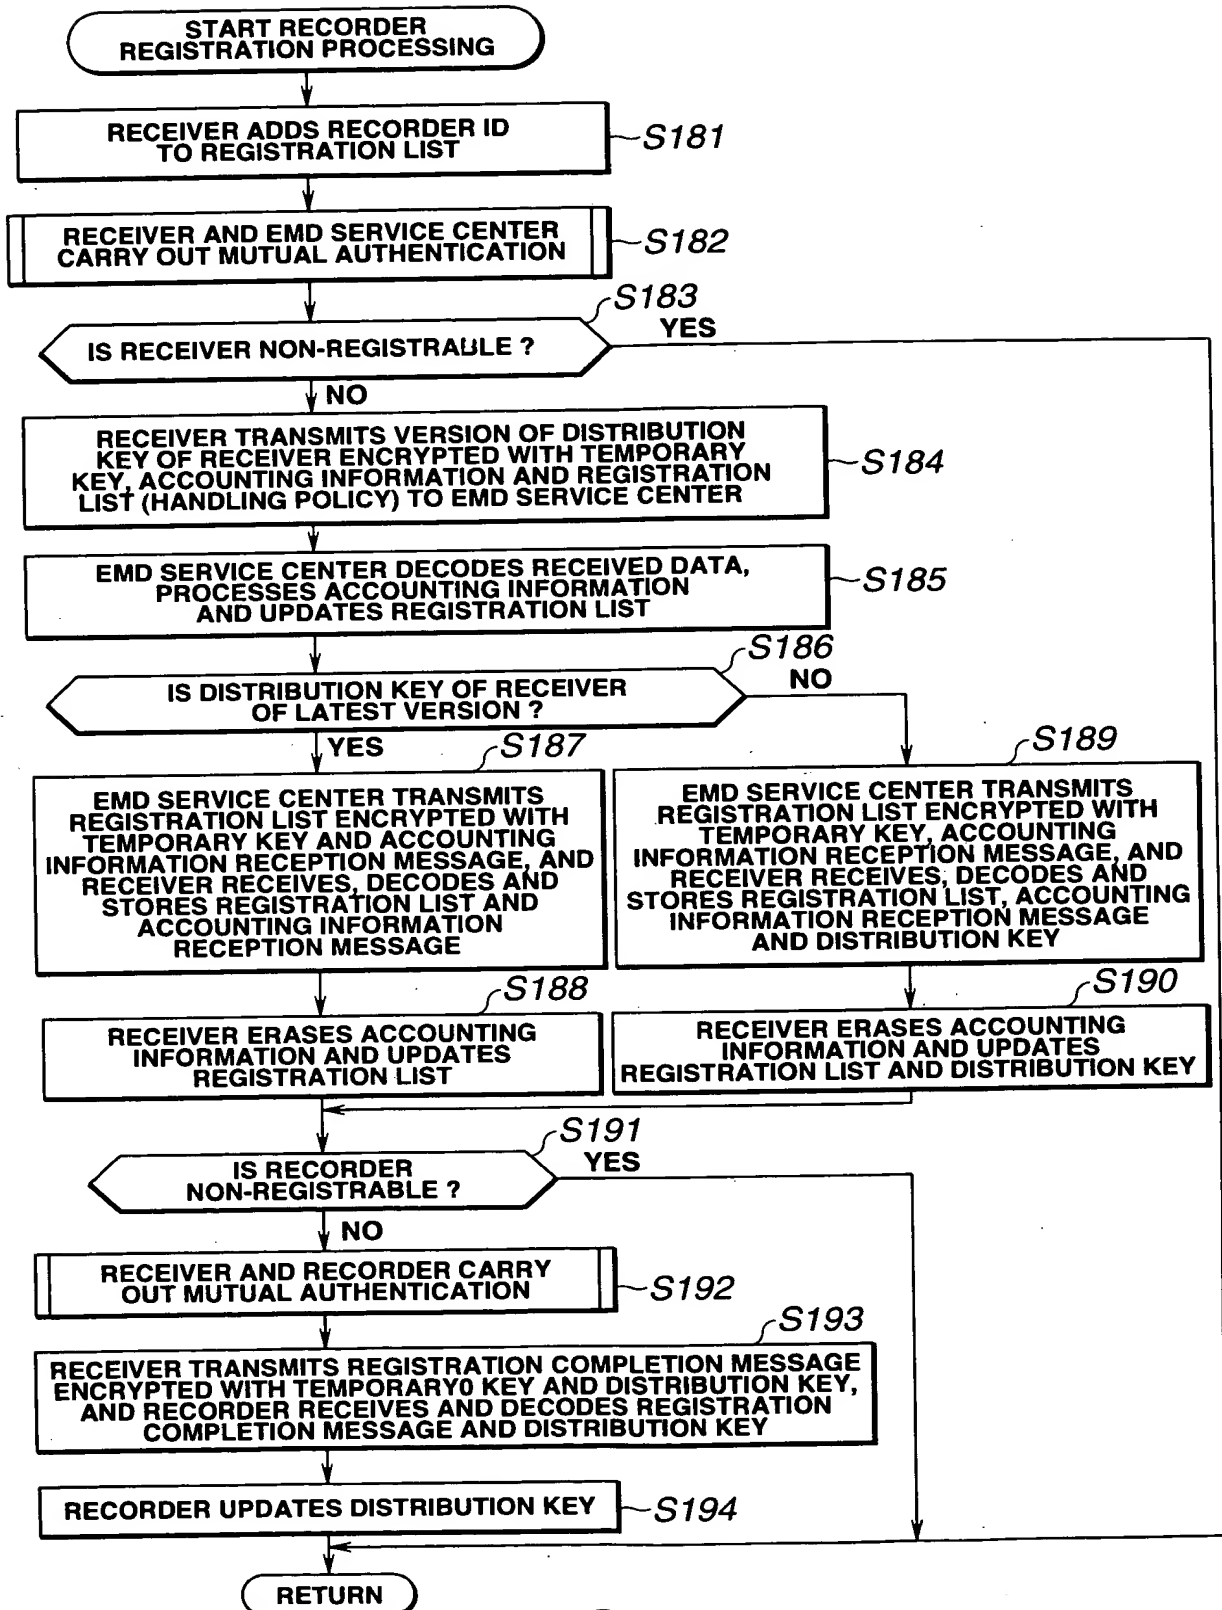 START RECORDER
REGISTRATION PROCESSING
RECEIVER ADDS RECORDER ID
TO REGISTRATION LIST
S181
RECEIVER AND EMD SERVICE CENTER
CARRY OUT MUTUAL AUTHENTICATION
S182
S183
IS RECEIVER NON-REGISTRABLE ?
YES
NO
RECEIVER TRANSMITS VERSION OF DISTRIBUTION
KEY OF RECEIVER ENCRYPTED WITH TEMPORARY
KEY, ACCOUNTING INFORMATION AND REGISTRATION
LIST (HANDLING POLICY) TO EMD SERVICE CENTER
S184
EMD SERVICE CENTER DECODES RECEIVED DATA,
PROCESSES ACCOUNTING INFORMATION
AND UPDATES REGISTRATION LIST
S185
S186
IS DISTRIBUTION KEY OF RECEIVER
OF LATEST VERSION ?
NO
YES
S187
EMD SERVICE CENTER TRANSMITS
REGISTRATION LIST ENCRYPTED WITH
TEMPORARY KEY AND ACCOUNTING
INFORMATION RECEPTION MESSAGE, AND
RECEIVER RECEIVES, DECODES AND
STORES REGISTRATION LIST AND
ACCOUNTING INFORMATION
RECEPTION MESSAGE
S189
EMD SERVICE CENTER TRANSMITS
REGISTRATION LIST ENCRYPTED WITH
TEMPORARY KEY, ACCOUNTING
INFORMATION RECEPTION MESSAGE, AND
RECEIVER RECEIVES, DECODES AND
STORES REGISTRATION LIST, ACCOUNTING
INFORMATION RECEPTION MESSAGE
AND DISTRIBUTION KEY
S188
RECEIVER ERASES ACCOUNTING
INFORMATION AND UPDATES
REGISTRATION LIST
S190
RECEIVER ERASES ACCOUNTING
INFORMATION AND UPDATES
REGISTRATION LIST AND DISTRIBUTION KEY
S191
IS RECORDER
NON-REGISTRABLE ?
YES
NO
RECEIVER AND RECORDER CARRY
OUT MUTUAL AUTHENTICATION
S192
S193
RECEIVER TRANSMITS REGISTRATION COMPLETION MESSAGE
ENCRYPTED WITH TEMPORARY0 KEY AND DISTRIBUTION KEY,
AND RECORDER RECEIVES AND DECODES REGISTRATION
COMPLETION MESSAGE AND DISTRIBUTION KEY
RECORDER UPDATES DISTRIBUTION KEY
S194
RETURN